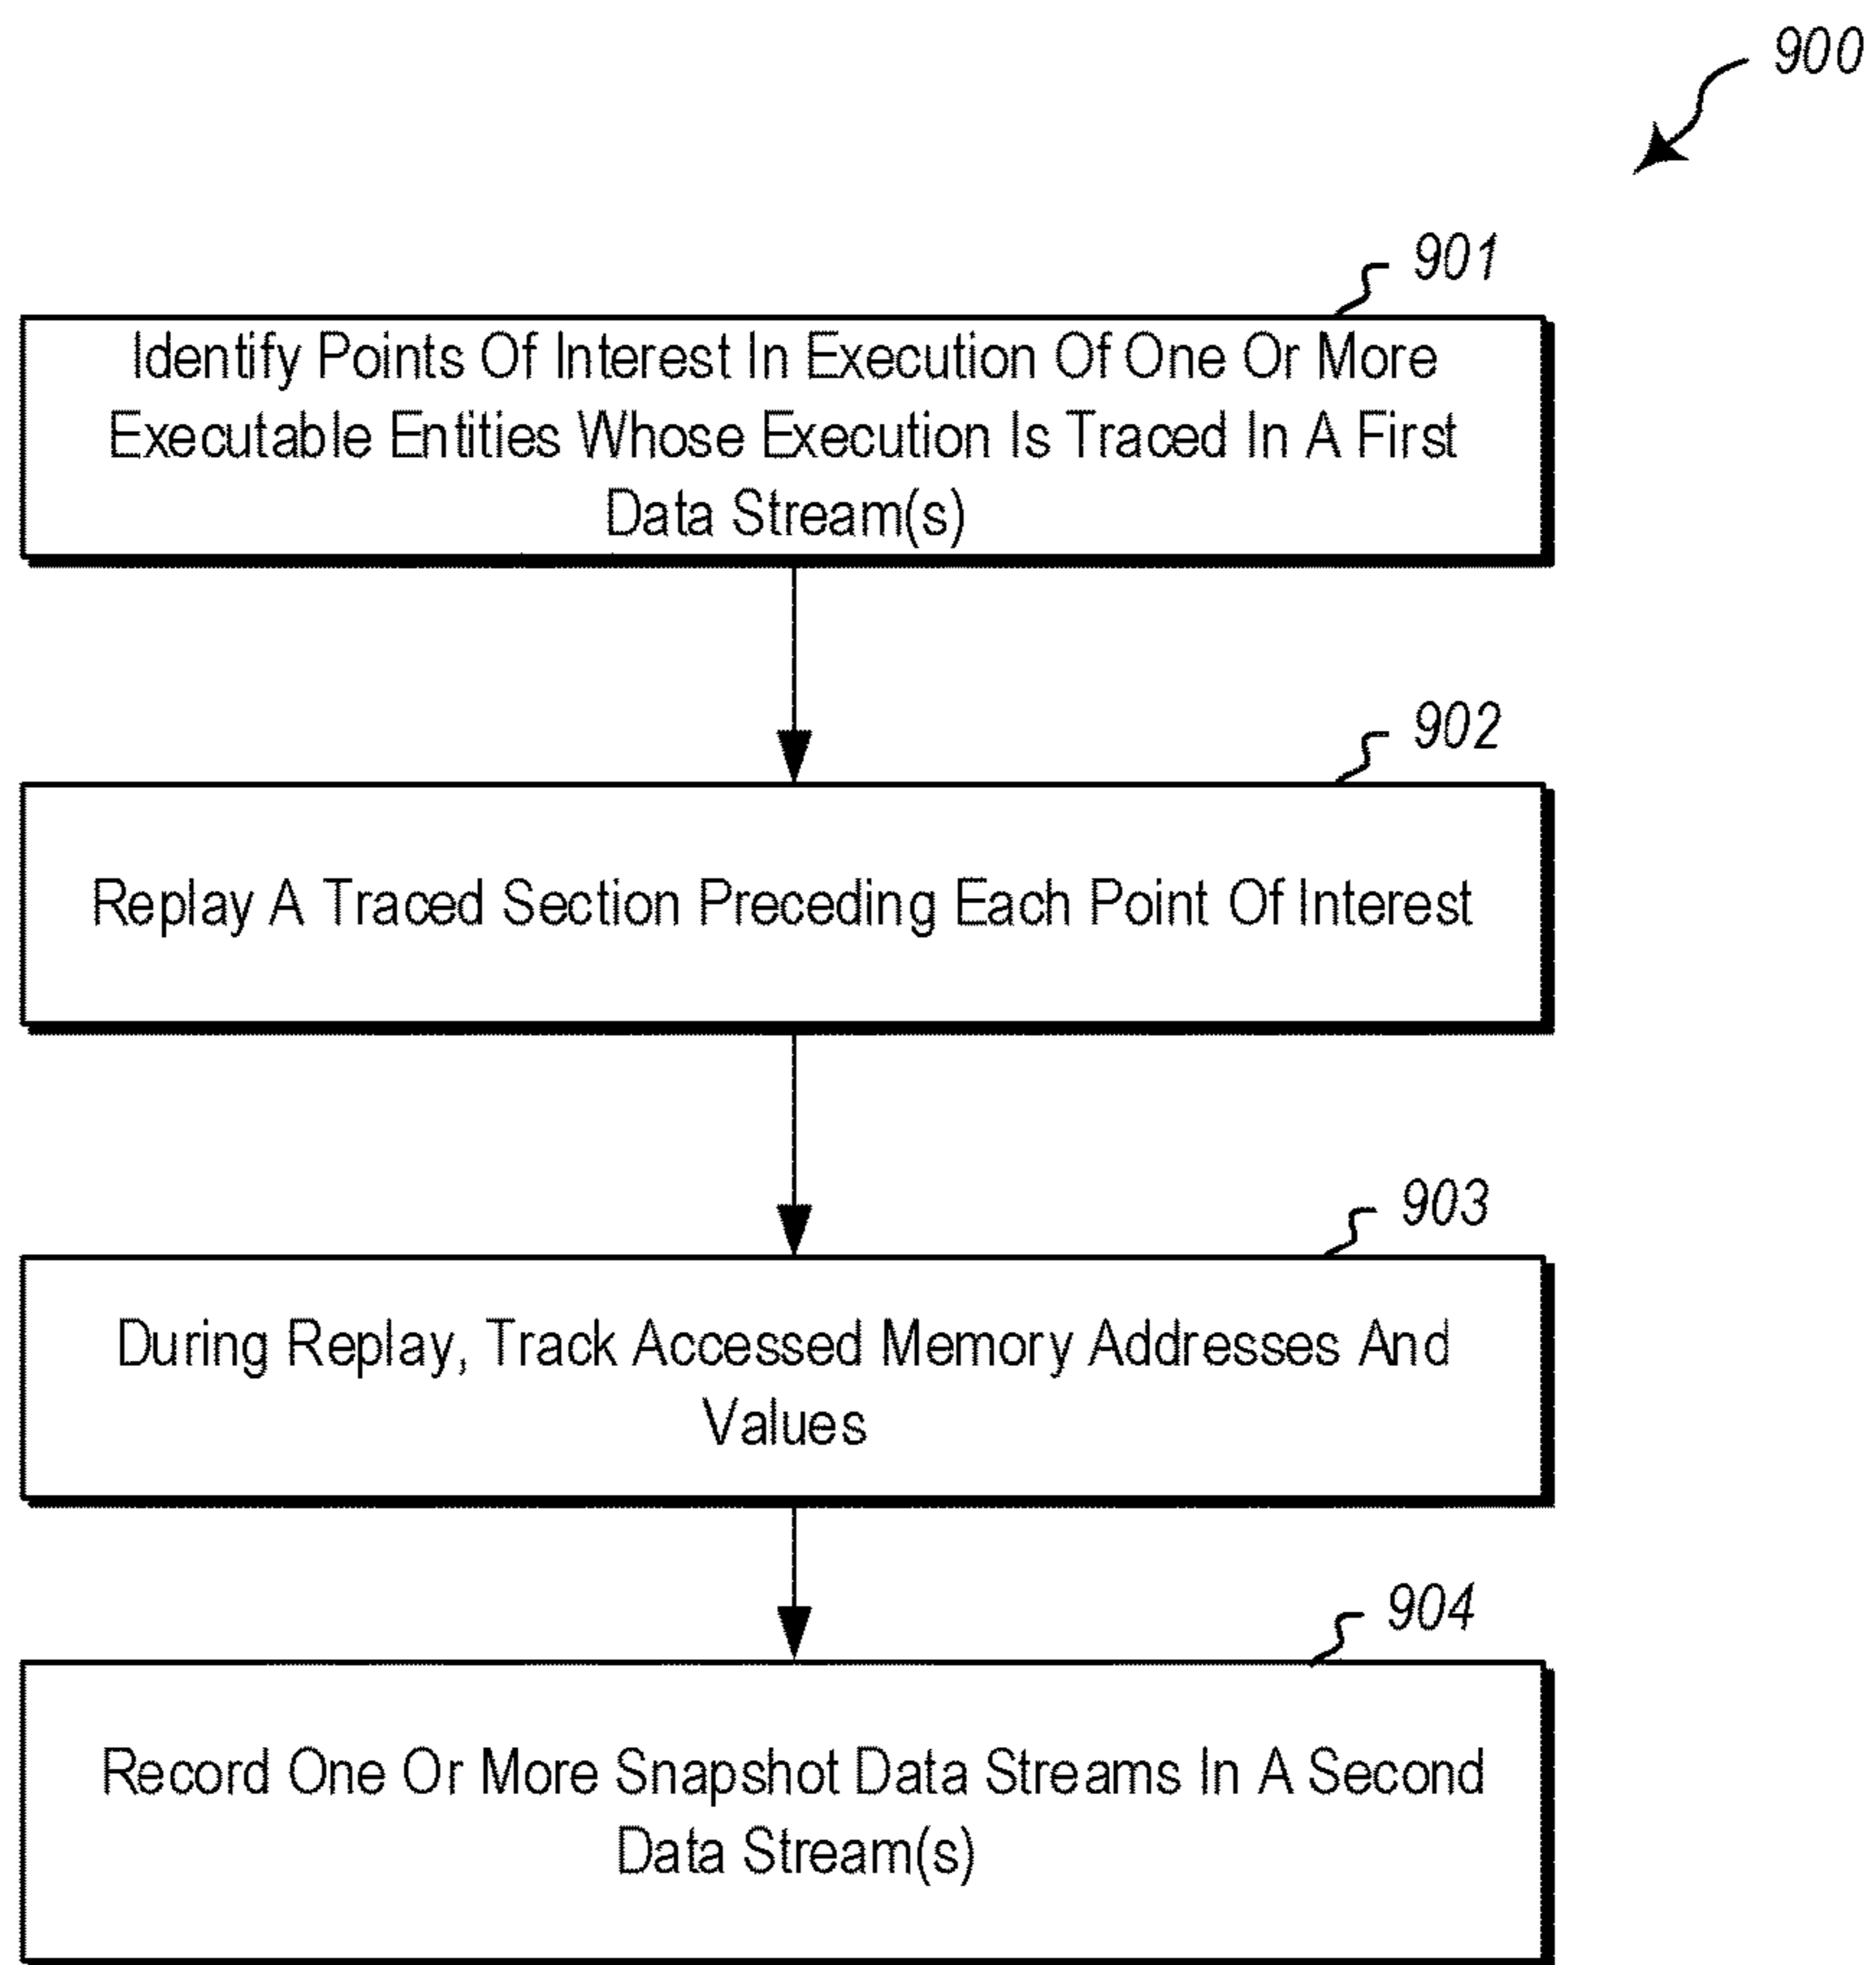 900
901
Identify Points Of Interest In Execution Of One Or More
Executable Entities Whose Execution Is Traced In A First
Data Stream(s)
902
Replay A Traced Section Preceding Each Point Of Interest
903
During Replay, Track Accessed Memory Addresses And
Values
904
Record One Or More Snapshot Data Streams In A Second
Data Stream(s)